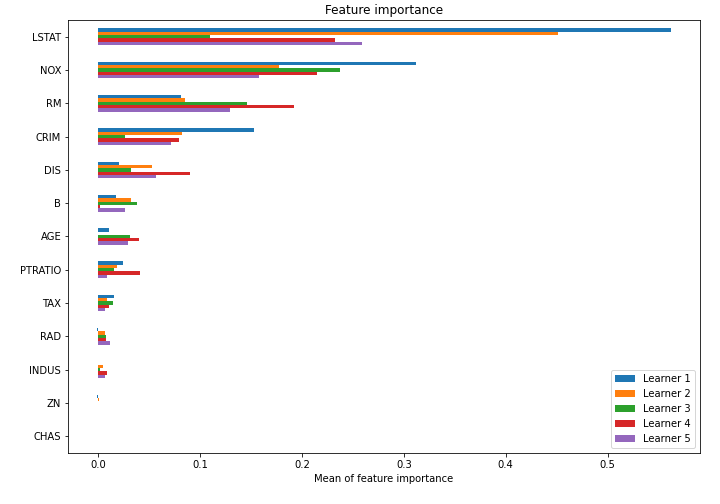 Feature importance
LSTAT
NOX
RM
CRIM
DIS
B
AGE
PTRATIO
TAX
RAD
INDUS
ZN
CHAS
Learner 1
Learner 2
Learner 3
Learner 4
Learner 5
0.0 0.1 0.2 0.3 0.4 0.5
Mean of feature importance